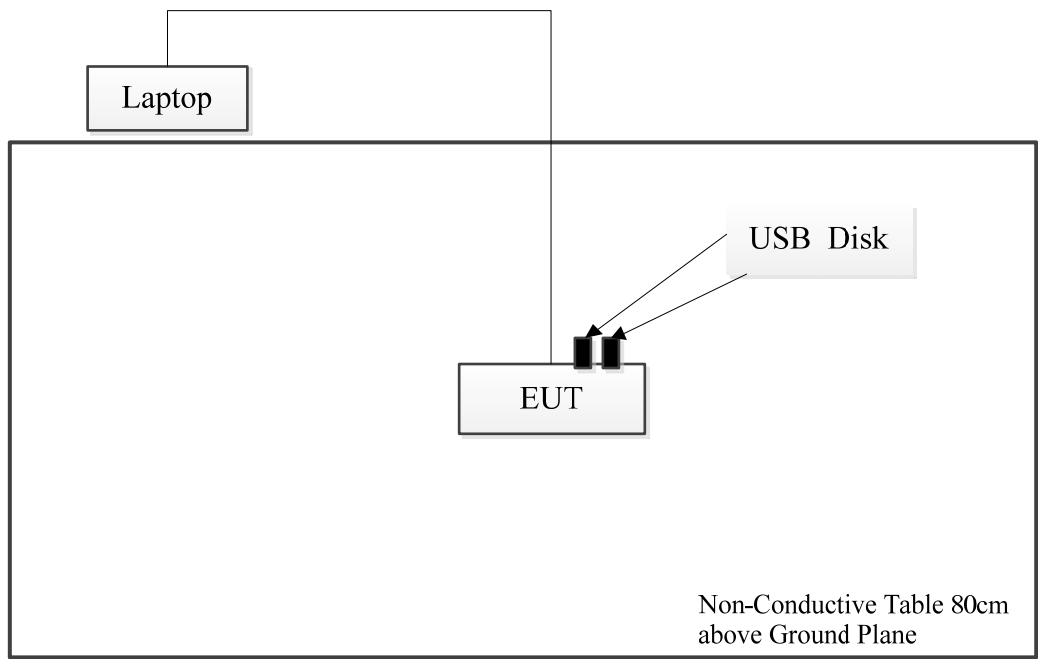 Laptop
USB Disk
EUT
Non-Conductive Table 80cm
above Ground Plane